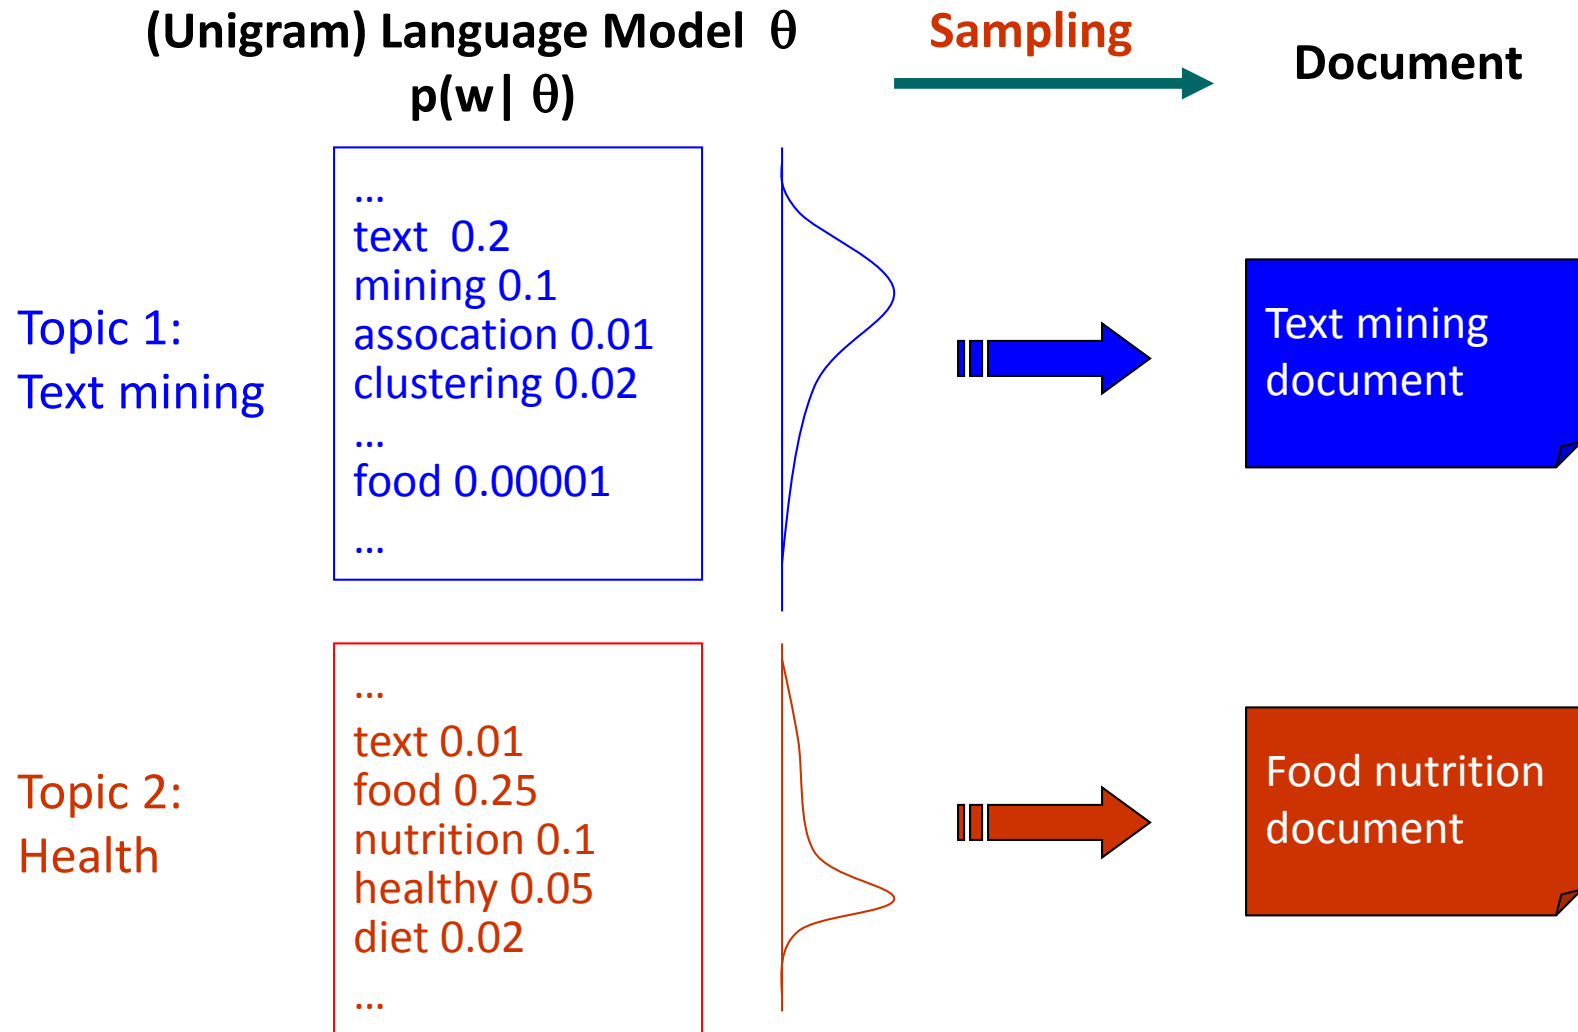 (Unigram) Language Model θ
p(w| θ)
Sampling
Document
Topic 1:
Text mining
...
text 0.2
mining 0.1
assocation 0.01
clustering 0.02
...
food 0.00001
...
Text mining
document
Topic 2:
Health
...
text 0.01
food 0.25
nutrition 0.1
healthy 0.05
diet 0.02
...
Food nutrition
document